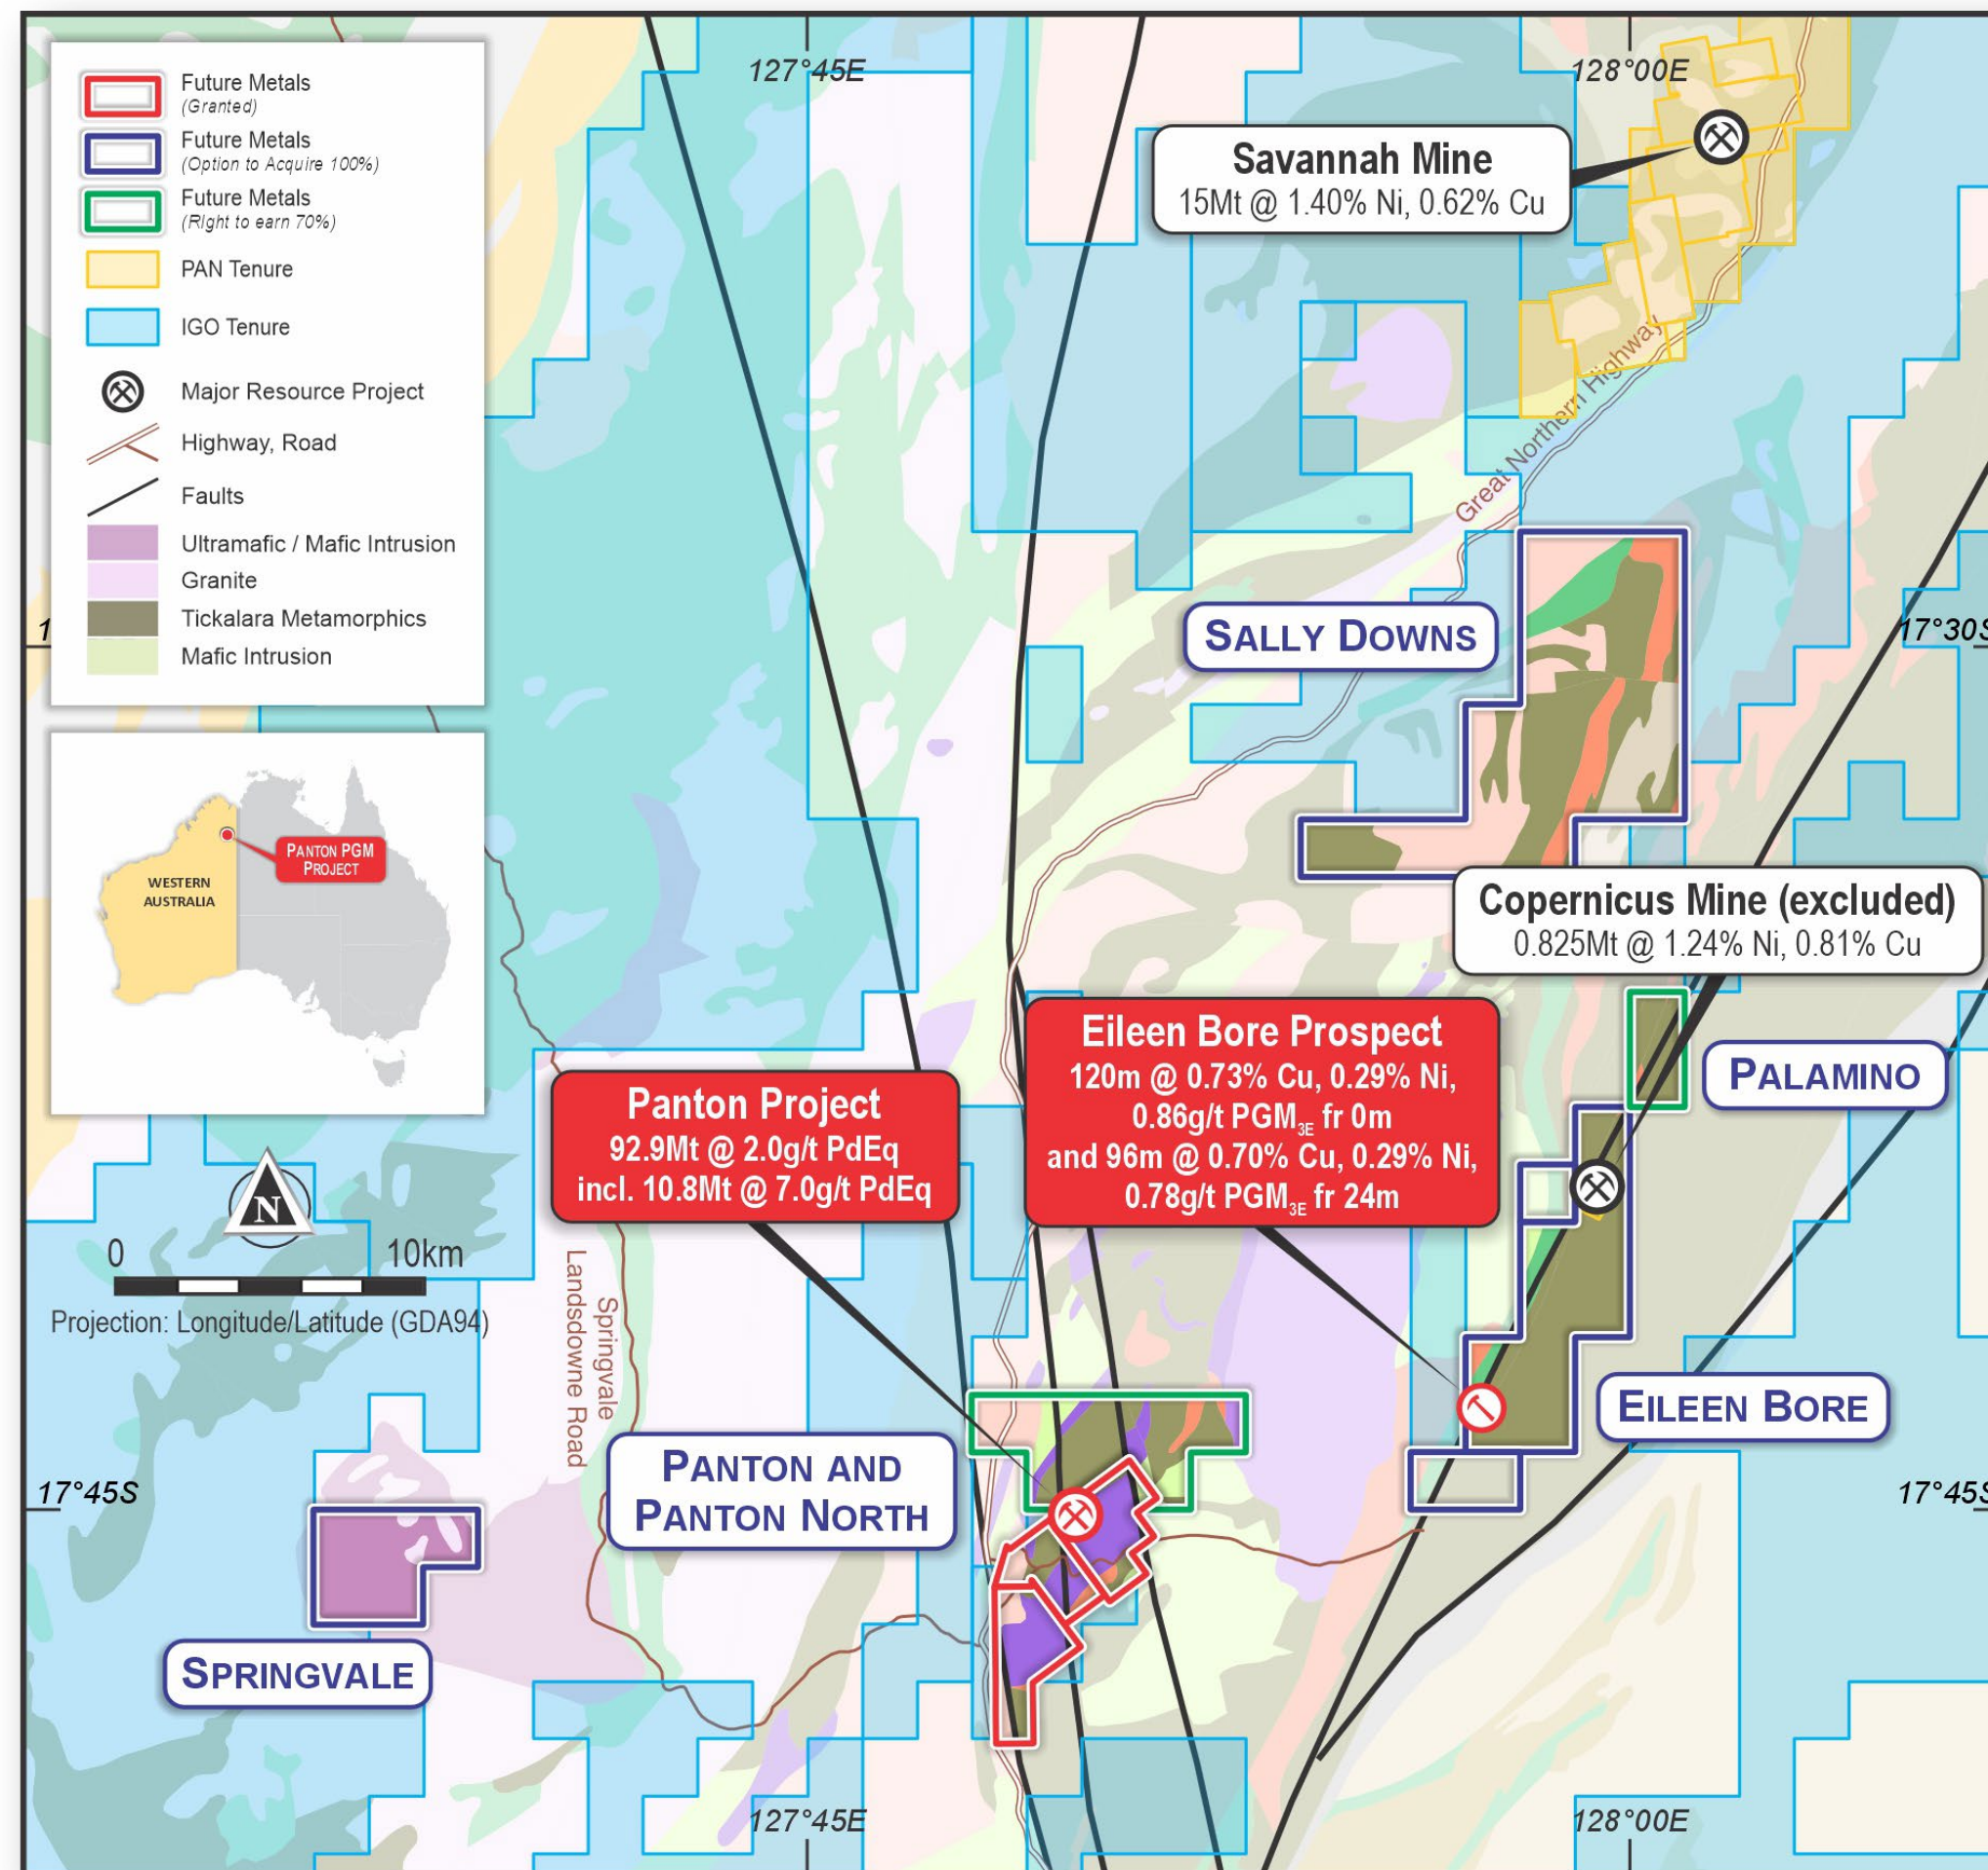 Future Metals
(Granted)
Future Metals
(Option to Acquire 100%)
Future Metals
(Right to earn 70%)
PAN Tenure
IGO Tenure
Major Resource Project
Highway, Road
Faults
Ultramafic / Mafic Intrusion
Granite
Tickalara Metamorphics
Mafic Intrusion
127°45E
128°00E
Savannah Mine
15Mt @ 1.40% Ni, 0.62% Cu
Great Northern Highway
1
17°30S
SALLY DOWNS
WESTERN
AUSTRALIA
PANTON PGM
PROJECT
Copernicus Mine (excluded)
0.825Mt @ 1.24% Ni, 0.81% Cu
Eileen Bore Prospect
120m @ 0.73% Cu, 0.29% Ni,
0.86g/t PGM3E fr 0m
and 96m @ 0.70% Cu, 0.29% Ni,
0.78g/t PGM3E fr 24m
PALAMINO
Panton Project
92.9Mt @ 2.0g/t PdEq
incl. 10.8Mt @ 7.0g/t PdEq
N
0 10km
Projection: Longitude/Latitude (GDA94)
Springvale
Landsdowne Road
EILEEN BORE
PANTON AND
PANTON NORTH
17°45S
17°45S
SPRINGVALE
127°45E
128°00E